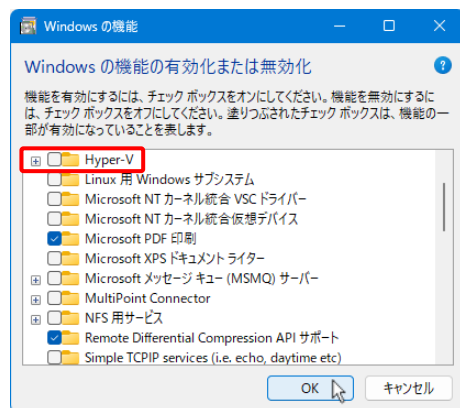 Windows の機能
Windows の機能の有効化または無効化
機能を有効にするには、チェック ボックスをオンにしてください。機能を無効にするに
は、チェック ボックスをオフにしてください。塗りつぶされたチェック ボックスは、機能の一
部が有効になっていることを表します。
Hyper-V
Linux 用 Windows サブシステム
Microsoft NT カーネル統合 VSC ドライバー
Microsoft NT カーネル統合仮想デバイス
Microsoft PDF 印刷
Microsoft XPS ドキュメント ライター
Microsoft メッセージ キュー (MSMQ) サーバー
MultiPoint Connector
NFS 用サービス
Remote Differential Compression API サポート
Simple TCPIP services (i.e. echo, daytime etc)
OK
キャンセル